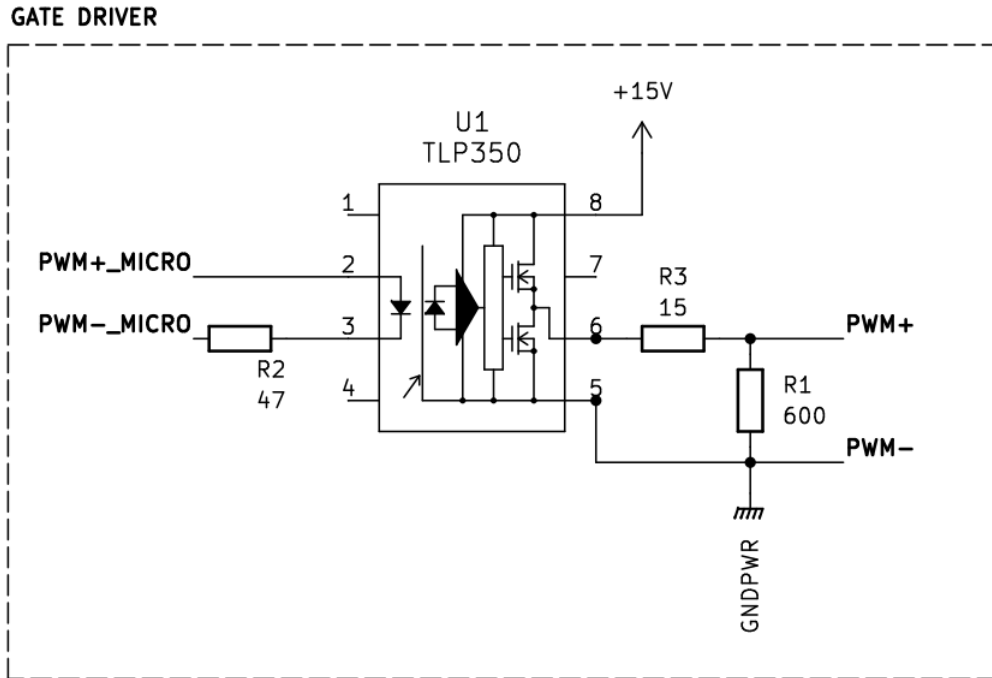 GATE DRIVER
+15V
U1
TLP350
1
8
PWM+_MICRO
2
7
R3
15
PWM-_MICRO
3
6
PWM+
R2
47
4
5
R1
600
PWM-
GNDPWR